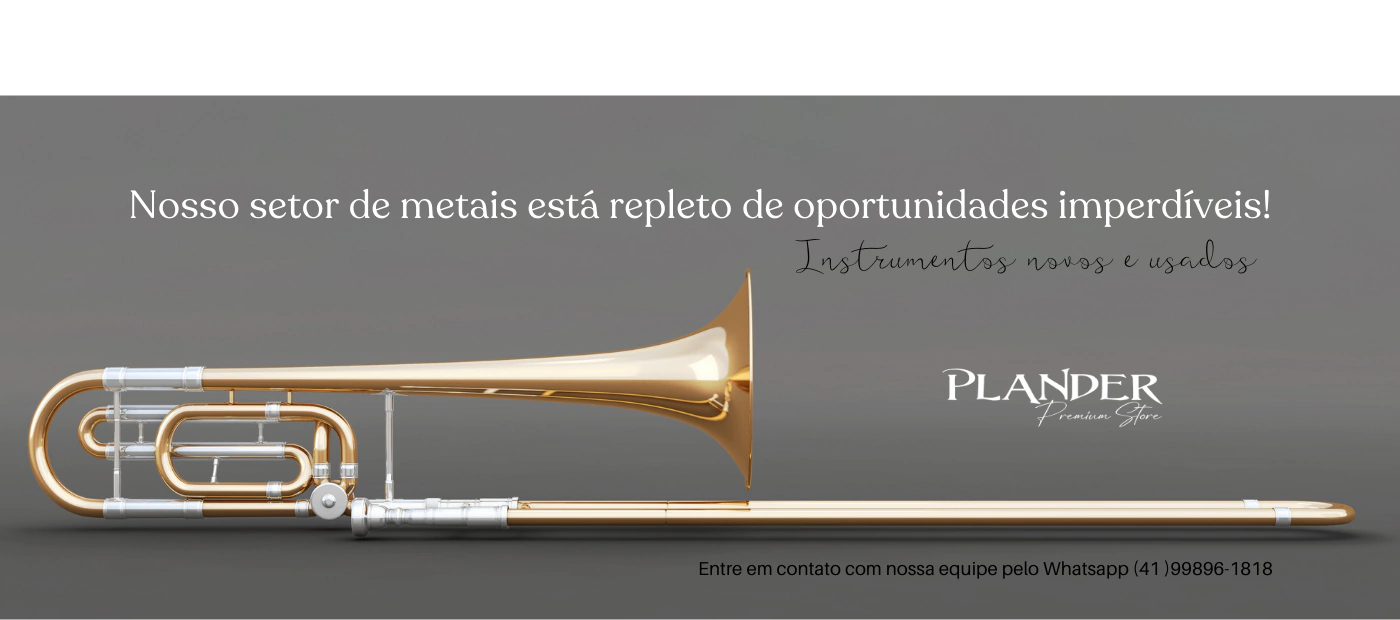 Nosso setor de metais está repleto de oportunidades imperdíveis!
Instrumentos novos e usados
PLANDER
Premium Store
Entre em contato com nossa equipe pelo Whatsapp (41 )99896-1818